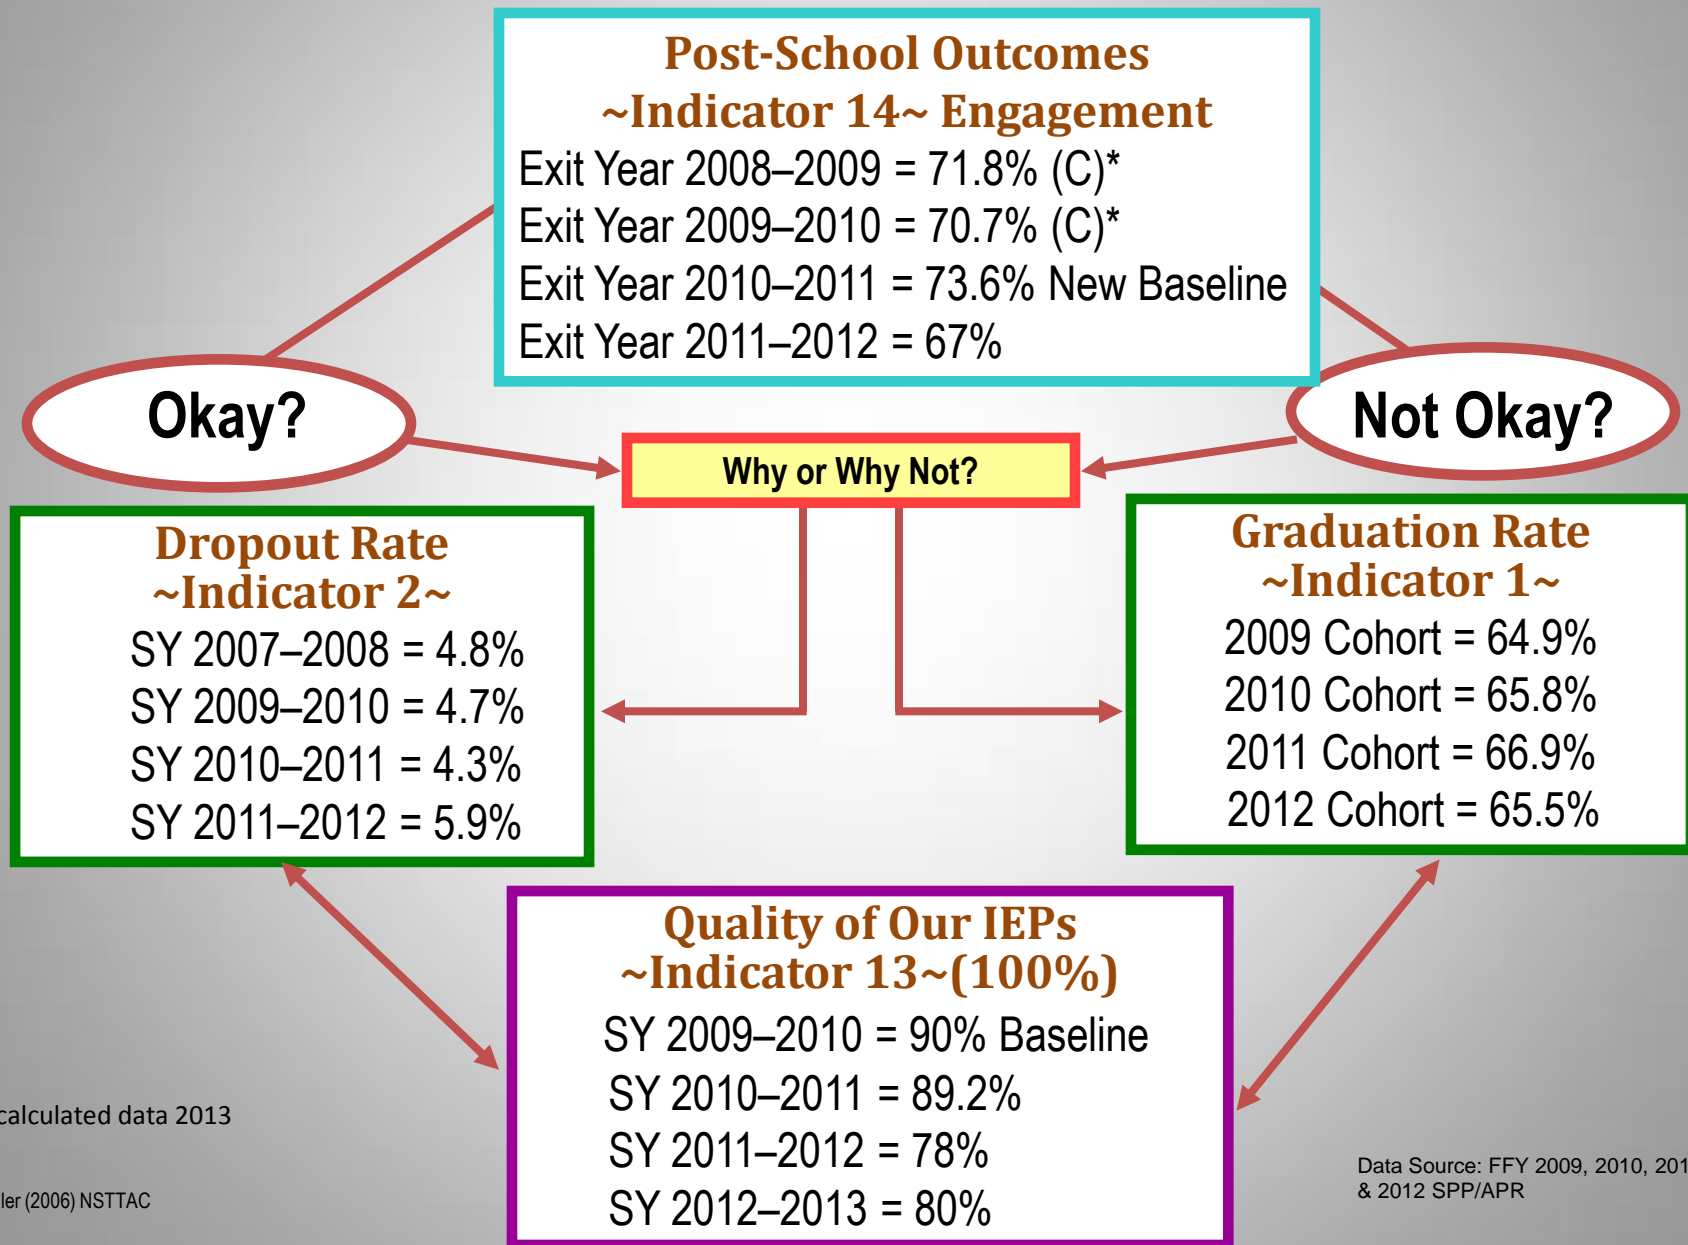 Post-School Outcomes
~Indicator 14~ Engagement
Exit Year 2008–2009 = 71.8% (C)*
Exit Year 2009–2010 = 70.7% (C)*
Exit Year 2010–2011 = 73.6% New Baseline
Exit Year 2011–2012 = 67%
Okay?
Not Okay?
Why or Why Not?
Dropout Rate
~Indicator 2~
SY 2007–2008 = 4.8%
SY 2009–2010 = 4.7%
SY 2010–2011 = 4.3%
SY 2011–2012 = 5.9%
Graduation Rate
~Indicator 1~
2009 Cohort = 64.9%
2010 Cohort = 65.8%
2011 Cohort = 66.9%
2012 Cohort = 65.5%
Quality of Our IEPs
~Indicator 13~(100%)
SY 2009–2010 = 90% Baseline
SY 2010–2011 = 89.2%
SY 2011–2012 = 78%
SY 2012–2013 = 80%
calculated data 2013
ler (2006) NSTTAC
Data Source: FFY 2009, 2010, 201
& 2012 SPP/APR